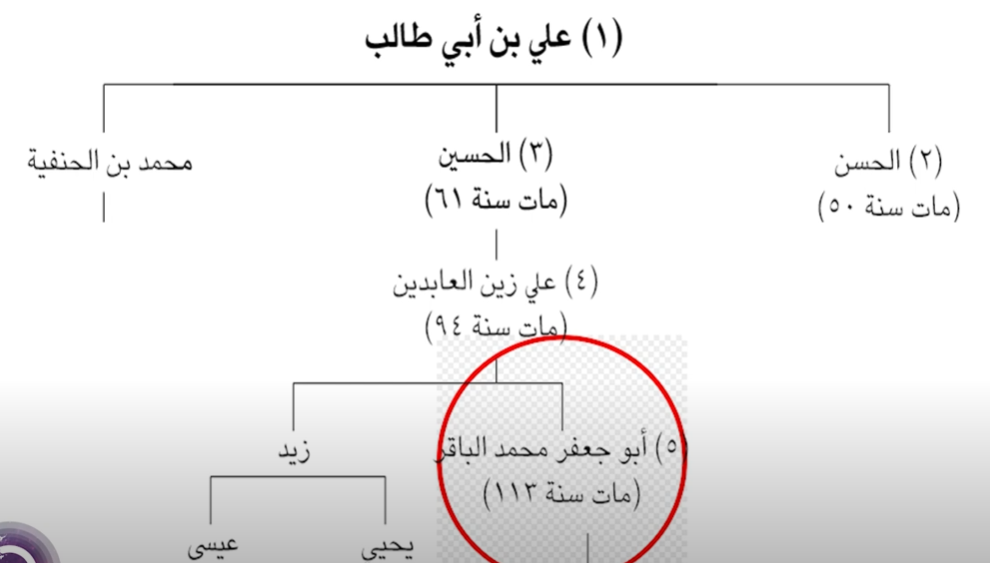 (١) علي بن أبي طالب
(٢) الحسن
(مات سنة ٥٠)
(٣) الحسين
(مات سنة ٦١)
محمد بن الحنفية
(٤) علي زين العابدين
(مات سنة ٩٤)
(٥) أبو جعفر محمد الباقر
(مات سنة ١١٣)
زيد
يحيى
عيسى